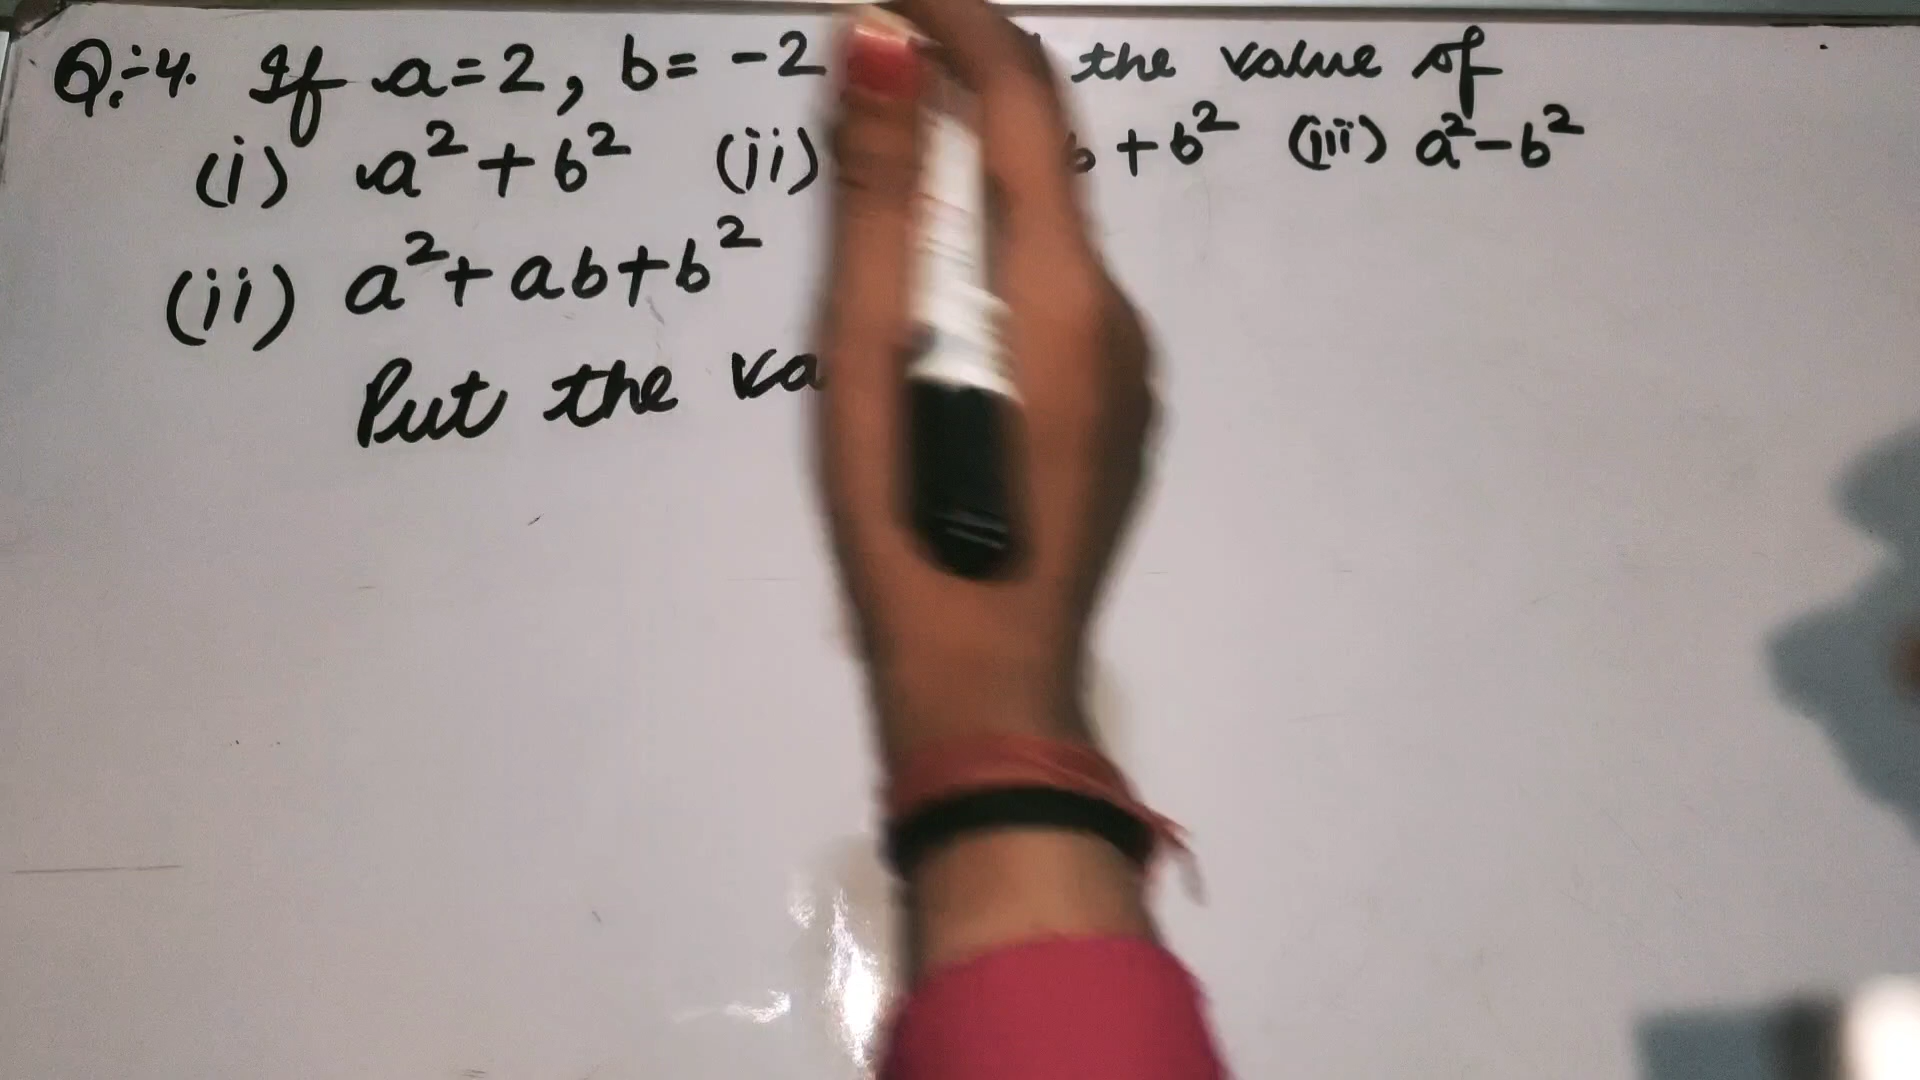 Q:-4. If a=2, b= -2 the value of
(i) a²+b² (ii) b+b² (iii) a²-b²
(ii) a²+ab+b²
Put the va